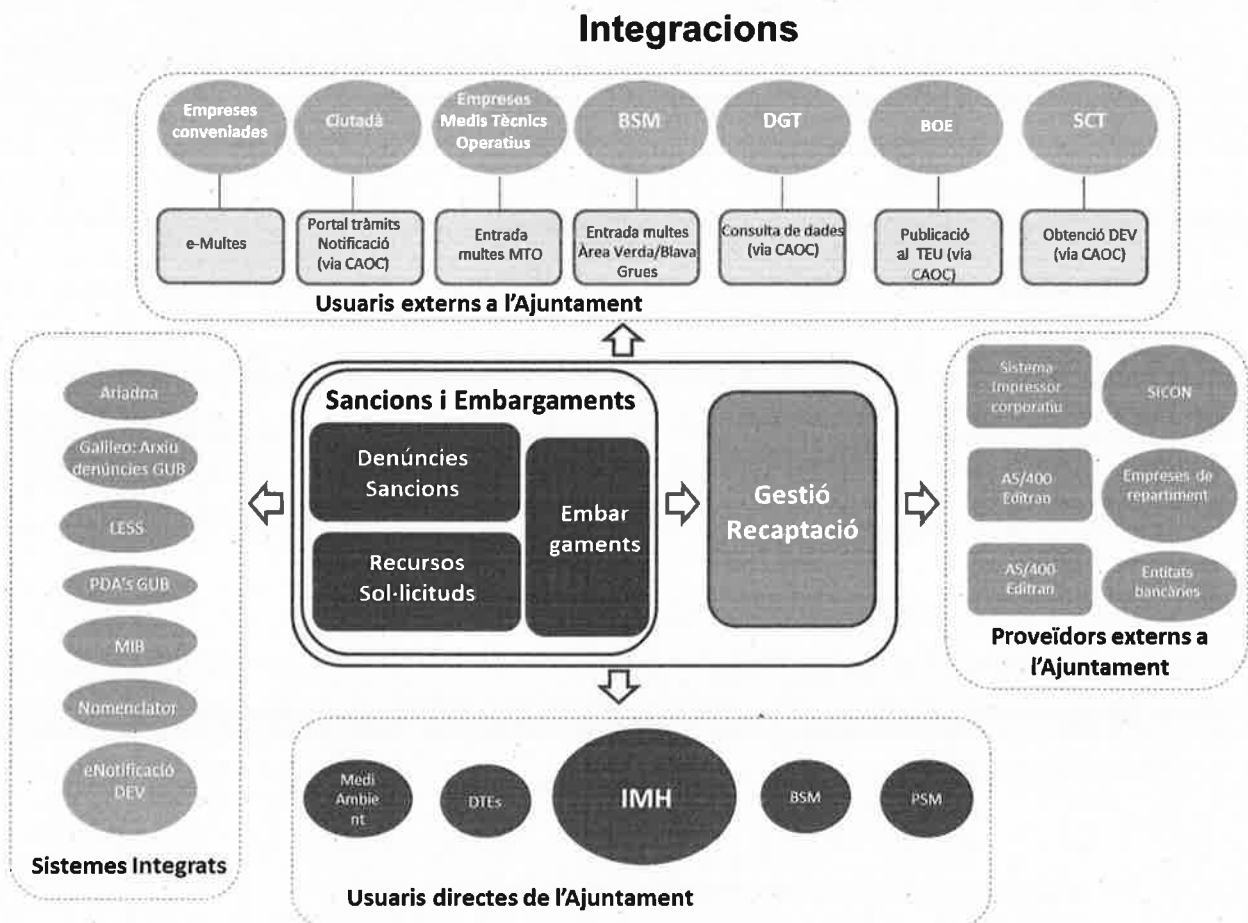 Integracions
Empreses
conveniades
Ciutadà
Empreses
Medis Tècnics
Operatius
BSM
DGT
BOE
SCT
e-Multes
Portal tràmits
Notificació
(via CAOC)
Entrada
multes MTO
Entrada multes
Àrea Verda/Blava
Grues
Consulta de dades
(via CAOC)
Publicació
al TEU (via
CAOC)
Obtenció DEV
(via CAOC)
Usuaris externs a l'Ajuntament
Ariadna
Galileo: Arxiu
denúncies GUB
LESS
PDA's GUB
MIB
Nomenclator
eNotificació
DEV
Sistemes Integrats
Sancions i Embargaments
Denúncies
Sancions
Recursos
Sol·licituds
Embar
gaments
Gestió
Recaptació
Sistema
Impressor
corporatiu
SICON
AS/400
Editran
Empreses de
repartiment
AS/400
Editran
Entitats
bancàries
Proveïdors externs a
l'Ajuntament
Medi
Ambie
nt
DTEs
IMH
BSM
PSM
Usuaris directes de l'Ajuntament